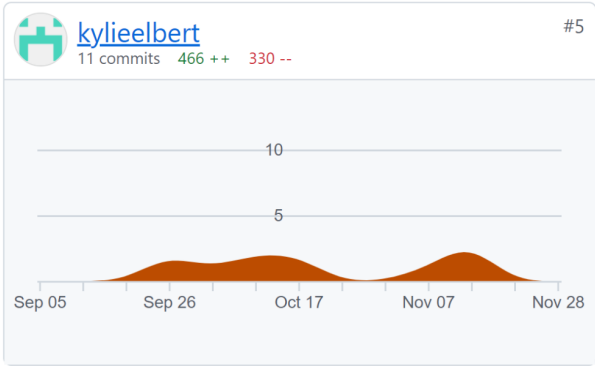 kylieelbert #5
11 commits 466 ++ 330 --
10
5
Sep 05 Sep 26 Oct 17 Nov 07 Nov 28